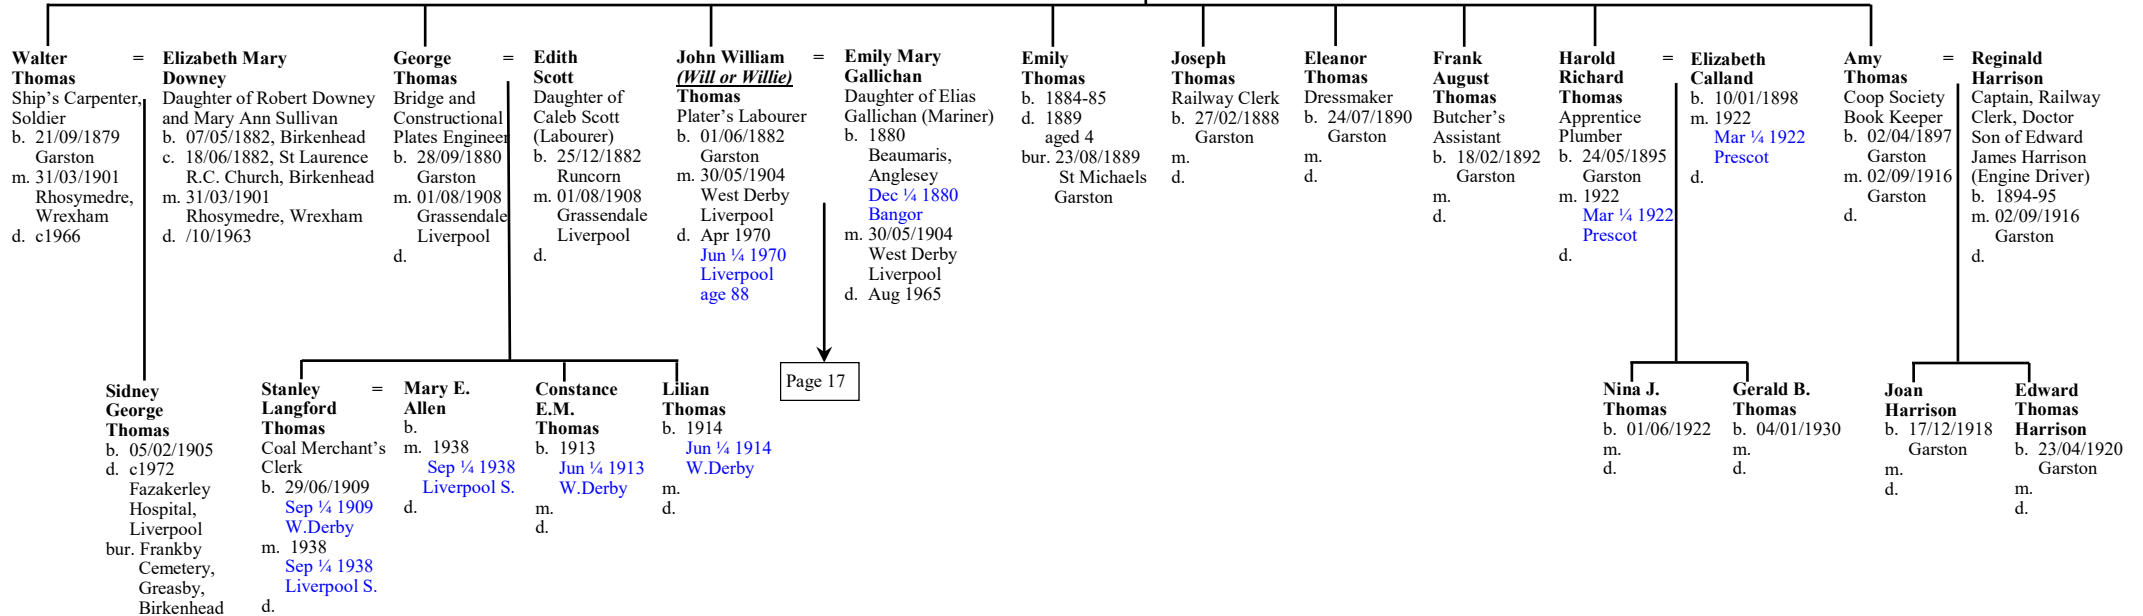 Walter
Thomas
Ship's Carpenter,
Soldier
b. 21/09/1879
Garston
m. 31/03/1901
Rhosymedre,
Wrexham
d. c1966
=
Elizabeth Mary
Downey
Daughter of Robert Downey
and Mary Ann Sullivan
b. 07/05/1882, Birkenhead
c. 18/06/1882, St Laurence
R.C. Church, Birkenhead
m. 31/03/1901
Rhosymedre, Wrexham
d. /10/1963
George
Thomas
Bridge and
Constructional
Plates Engineer
b. 28/09/1880
Garston
m. 01/08/1908
Grassendale
Liverpool
d.
=
Edith
Scott
Daughter of
Caleb Scott
(Labourer)
b. 25/12/1882
Runcorn
m. 01/08/1908
Grassendale
Liverpool
d.
John William
(Will or Willie)
Thomas
Plater's Labourer
b. 01/06/1882
Garston
m. 30/05/1904
West Derby
Liverpool
d. Apr 1970
Jun ¼ 1970
Liverpool
age 88
=
Emily Mary
Gallichan
Daughter of Elias
Gallichan (Mariner)
b. 1880
Beaumaris,
Anglesey
Dec ¼ 1880
Bangor
m. 30/05/1904
West Derby
Liverpool
d. Aug 1965
Emily
Thomas
b. 1884-85
d. 1889
aged 4
bur. 23/08/1889
St Michaels
Garston
Joseph
Thomas
Railway Clerk
b. 27/02/1888
Garston
m.
d.
Eleanor
Thomas
Dressmaker
b. 24/07/1890
Garston
m.
d.
Frank
August
Thomas
Butcher's
Assistant
b. 18/02/1892
Garston
m.
d.
Harold
Richard
Thomas
Apprentice
Plumber
b. 24/05/1895
Garston
m. 1922
Mar ¼ 1922
Prescot
d.
=
Elizabeth
Calland
b. 10/01/1898
m. 1922
Mar ¼ 1922
Prescot
d.
Amy
Thomas
Coop Society
Book Keeper
b. 02/04/1897
Garston
m. 02/09/1916
Garston
d.
=
Reginald
Harrison
Captain, Railway
Clerk, Doctor
Son of Edward
James Harrison
(Engine Driver)
b. 1894-95
m. 02/09/1916
Garston
d.
Sidney
George
Thomas
b. 05/02/1905
d. c1972
Fazakerley
Hospital,
Liverpool
bur. Frankby
Cemetery,
Greasby,
Birkenhead
Stanley
Langford
Thomas
Coal Merchant's
Clerk
b. 29/06/1909
Sep ¼ 1909
W.Derby
m. 1938
Sep ¼ 1938
Liverpool S.
d.
=
Mary E.
Allen
b.
m. 1938
Sep ¼ 1938
Liverpool S.
d.
Constance
E.M.
Thomas
b. 1913
Jun ¼ 1913
W.Derby
m.
d.
Lilian
Thomas
b. 1914
Jun ¼ 1914
W.Derby
m.
d.
Page 17
Nina J.
Thomas
b. 01/06/1922
m.
d.
Gerald B.
Thomas
b. 04/01/1930
m.
d.
Joan
Harrison
b. 17/12/1918
Garston
m.
d.
Edward
Thomas
Harrison
b. 23/04/1920
Garston
m.
d.